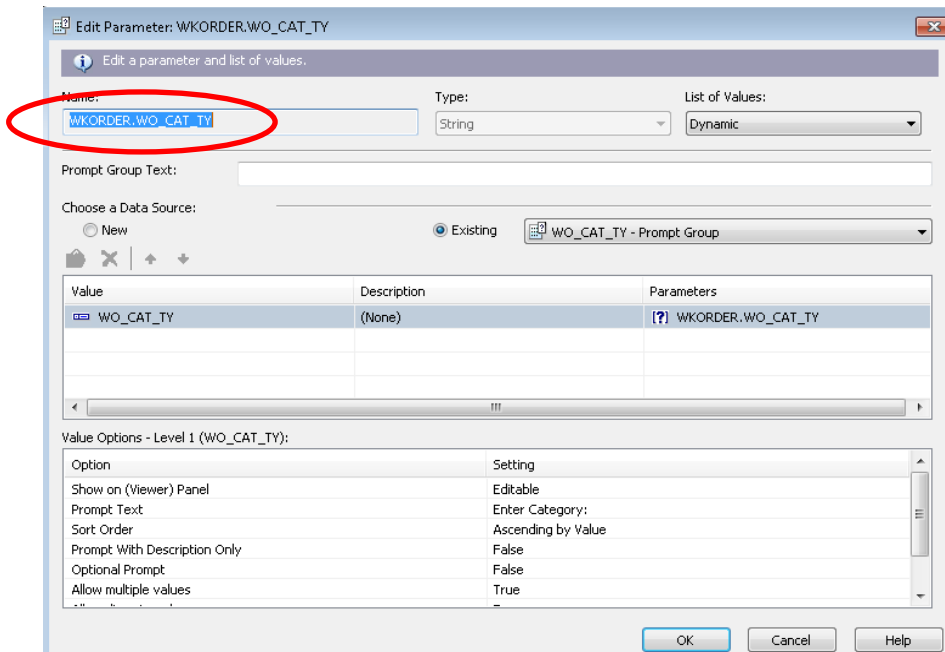 Edit Parameter: WKORDER.WO_CAT_TY
Edit a parameter and list of values.
Name: Type: List of Values:
WKORDER.WO_CAT_TY String Dynamic
Prompt Group Text:
Choose a Data Source:
New Existing WO_CAT_TY - Prompt Group
Value Description Parameters
WO_CAT_TY (None) [?] WKORDER.WO_CAT_TY
Value Options - Level 1 (WO_CAT_TY):
Option Setting
Show on (Viewer) Panel Editable
Prompt Text Enter Category:
Sort Order Ascending by Value
Prompt With Description Only False
Optional Prompt False
Allow multiple values True
OK Cancel Help